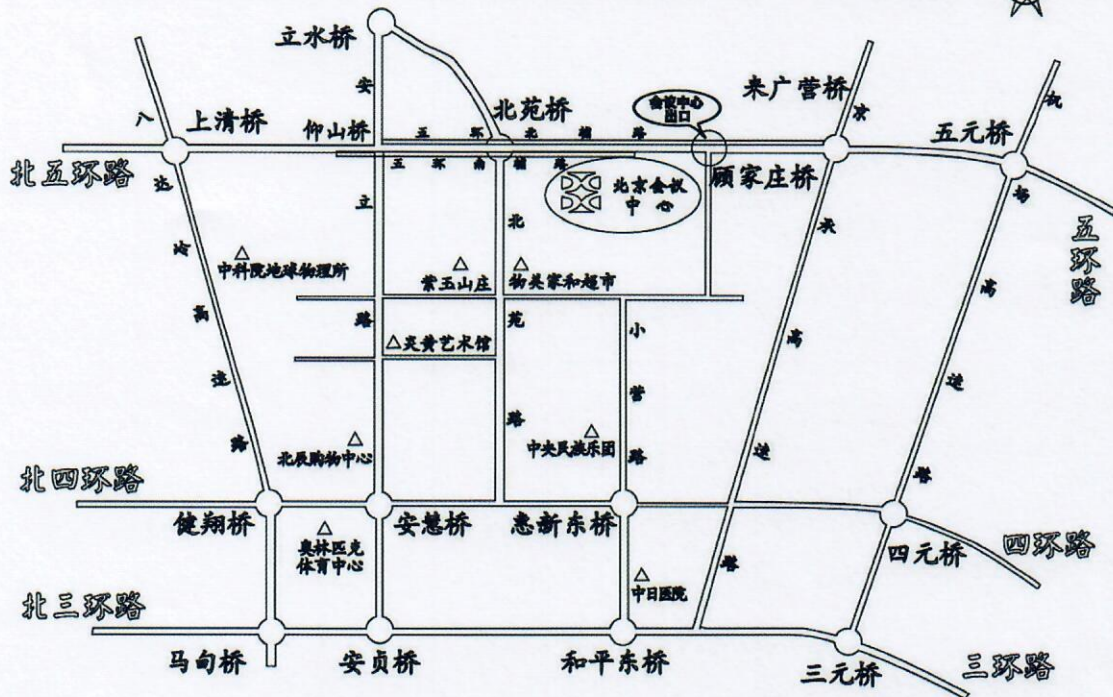 立水桥
安立路
北苑桥
会议中心
出口
来广营桥
京承高速路
五元桥
机场高速路
八达岭高速路
上清桥
仰山桥
五环北辅路
五环南辅路
北五环路
顾家庄桥
北京会议
中心
五环路
中科院地球物理所
紫玉山庄
北苑路
物美家和超市
炎黄艺术馆
小营路
北辰购物中心
中央民族乐团
北四环路
健翔桥
安慧桥
惠新东桥
四元桥
四环路
奥林匹克
体育中心
中日医院
北三环路
马甸桥
安贞桥
和平东桥
三元桥
三环路